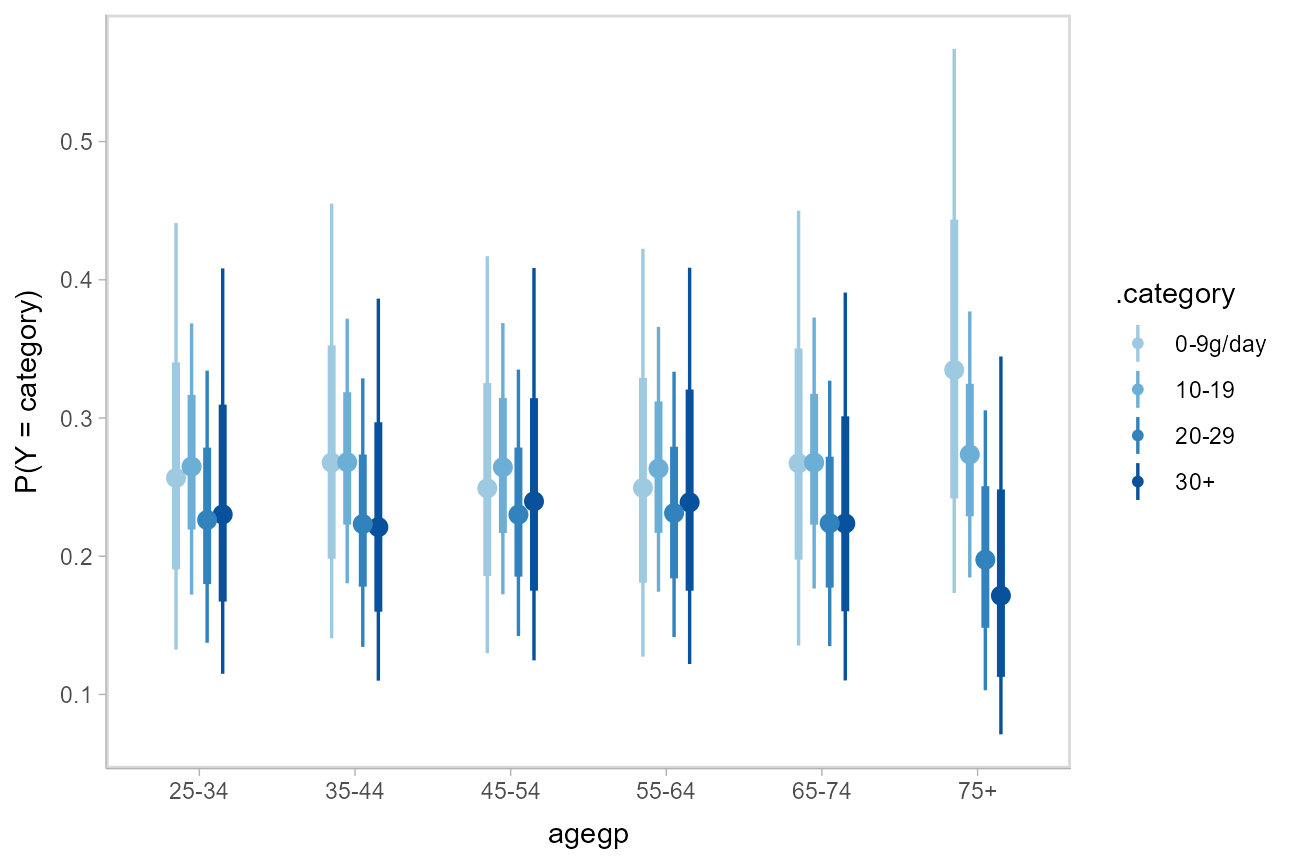 P(Y = category)
0.5
0.4
0.3
0.2
0.1
25-34 35-44 45-54 55-64 65-74 75+
agegp
.category
0-9g/day
10-19
20-29
30+